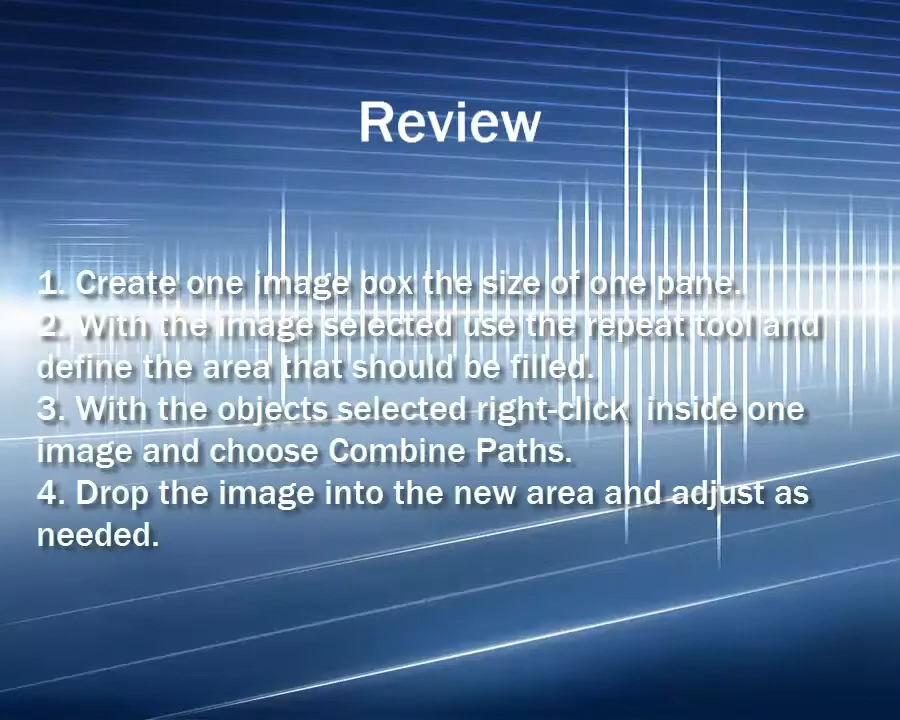 Review
1. Create one image box the size of one pane.
2. With the image selected use the repeat tool and
define the area that should be filled.
3. With the objects selected right-click  inside one
image and choose Combine Paths.
4. Drop the image into the new area and adjust as
needed.